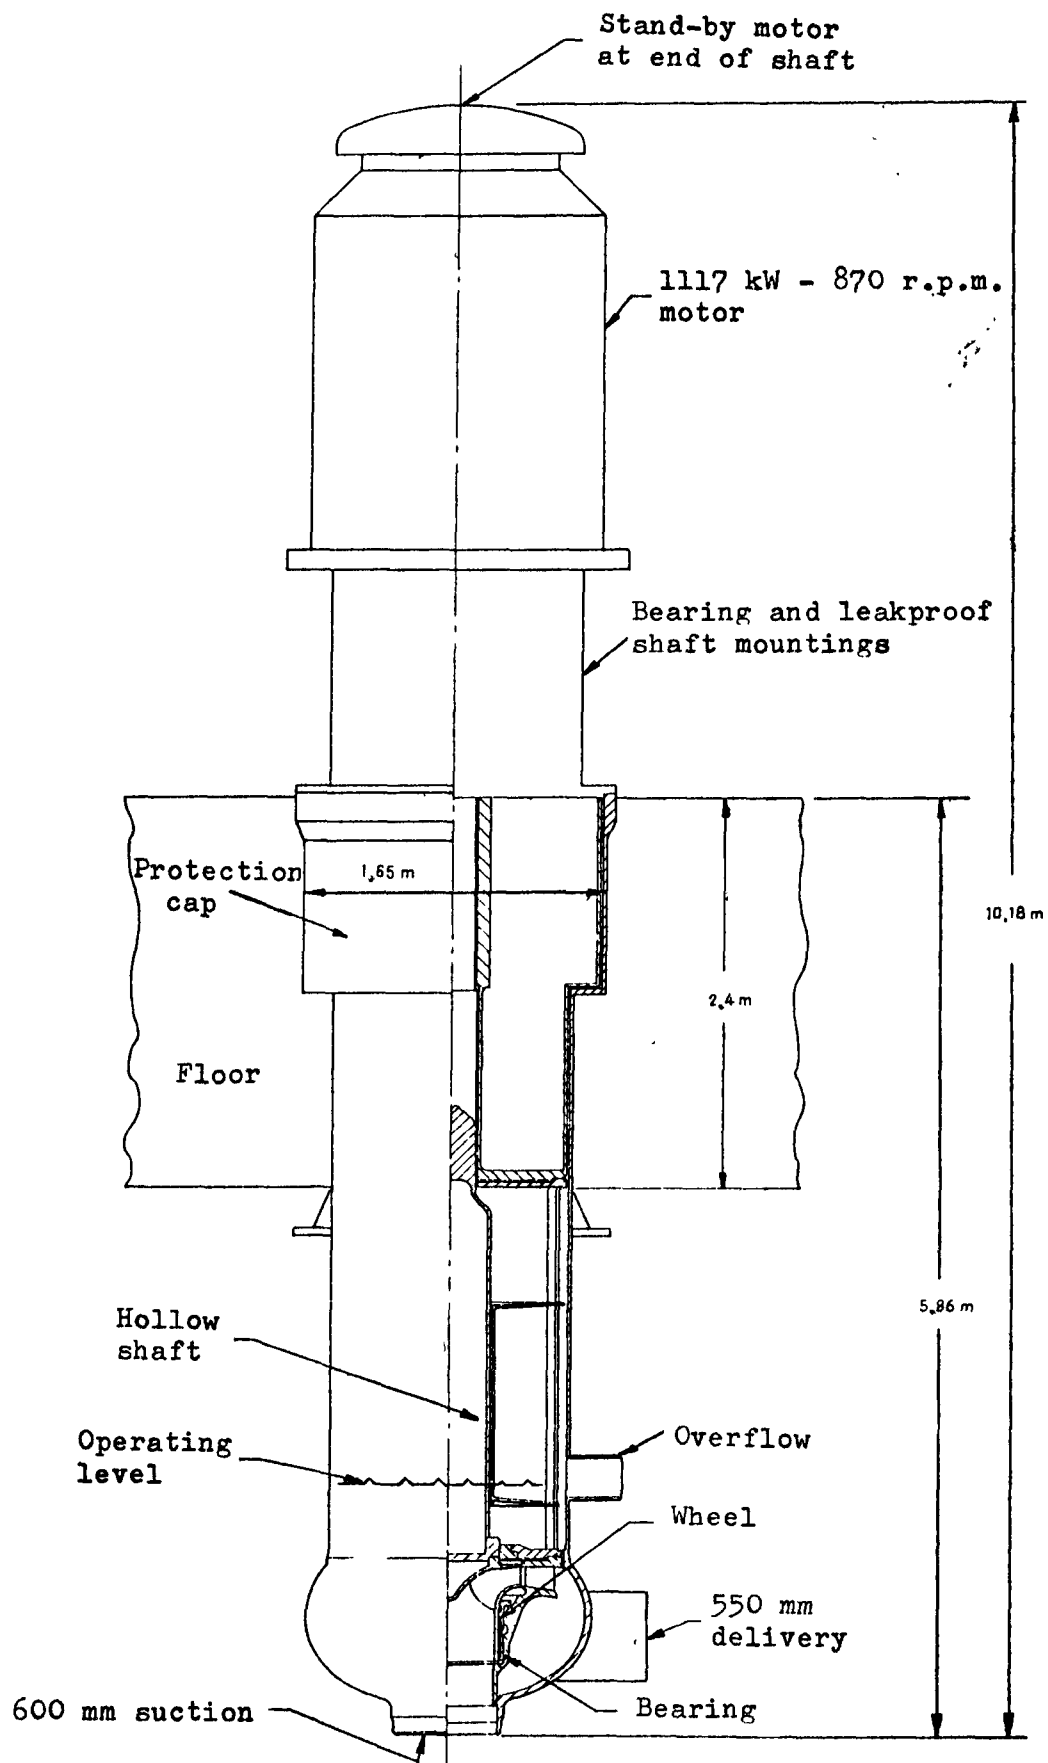 Stand-by motor
at end of shaft
1117 kW - 870 r.p.m.
motor
Bearing and leakproof
shaft mountings
Protection
cap
1,65 m
10,18 m
2,4 m
Floor
5,86 m
Hollow
shaft
Operating
level
Overflow
Wheel
550 mm
delivery
600 mm suction
Bearing